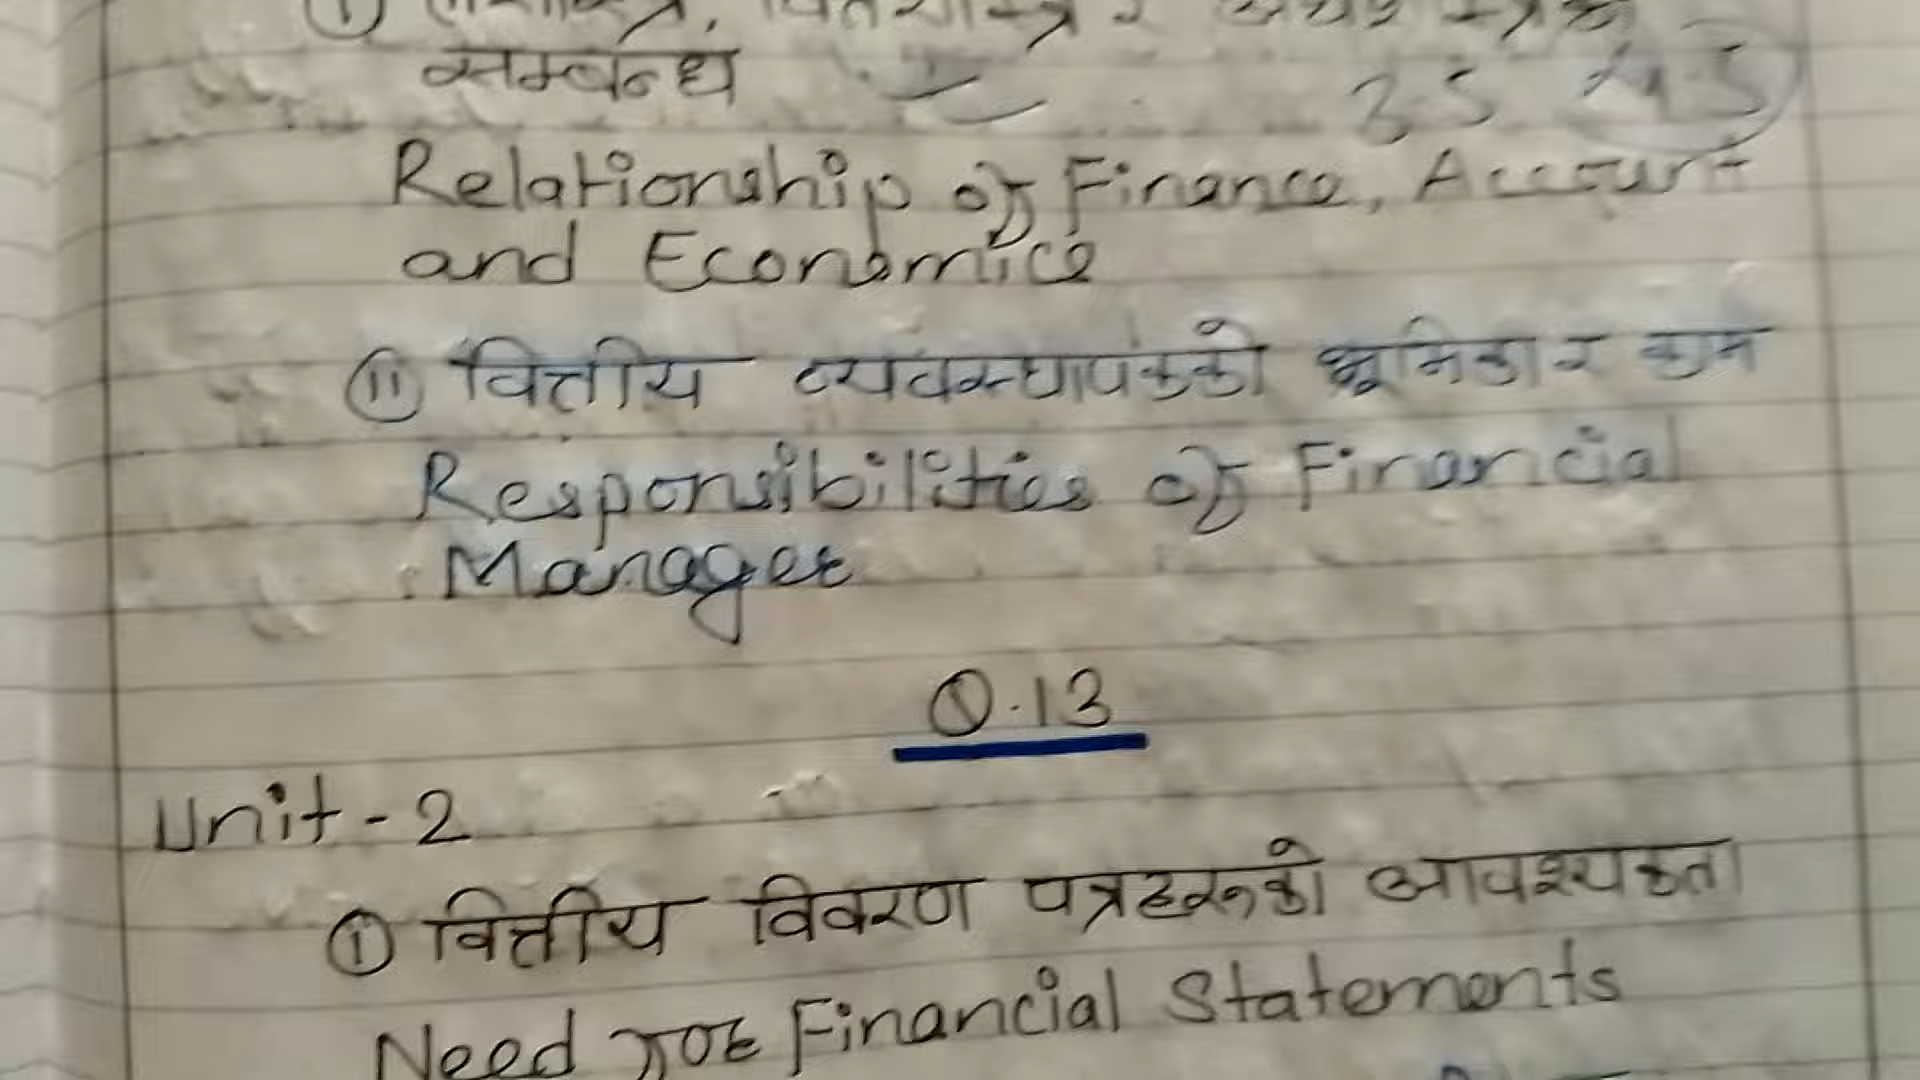 सम्बन्ध
Relationship of Finance, Account
and Economics
(ii) वित्तीय व्यवस्थापकको भूमिका र काम
Responsibilities of Financial
Manager
Q.13
Unit - 2
(i) वित्तीय विवरण पत्रहरूको आवश्यकता
Need for Financial Statements